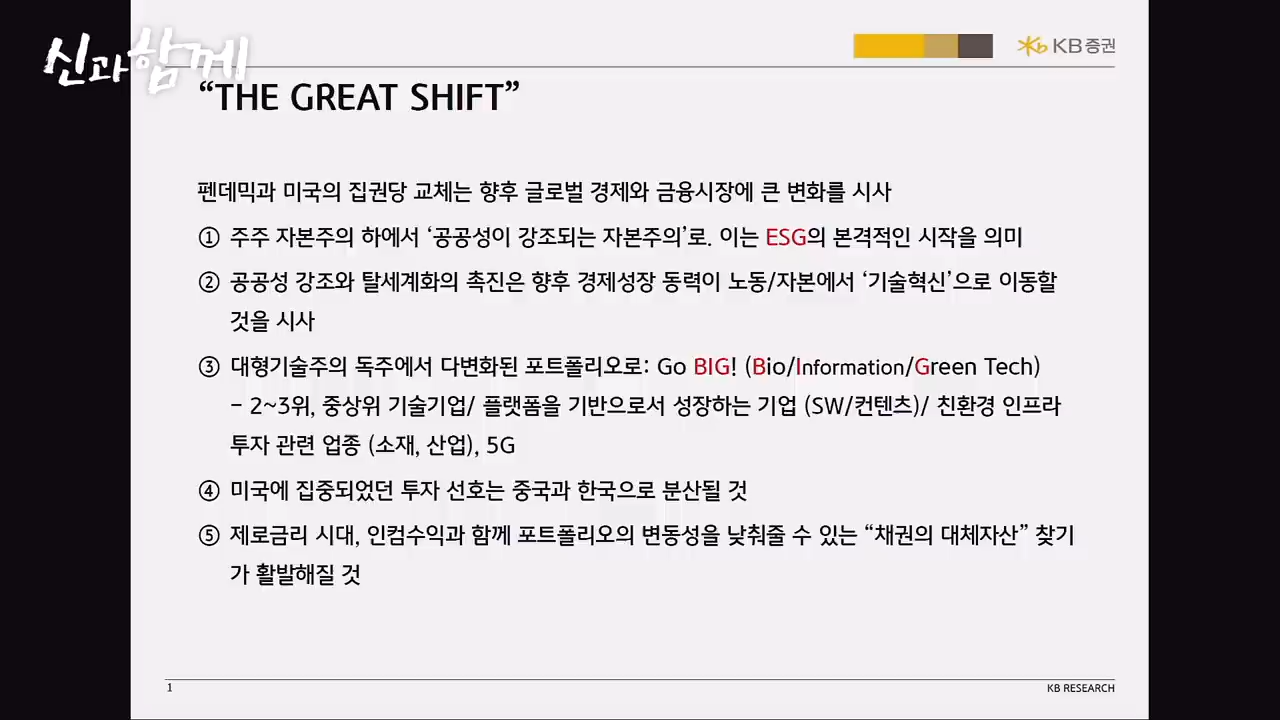 신과함께
KB증권
“THE GREAT SHIFT”
펜데믹과 미국의 집권당 교체는 향후 글로벌 경제와 금융시장에 큰 변화를 시사
① 주주 자본주의 하에서 ‘공공성이 강조되는 자본주의’로. 이는 ESG의 본격적인 시작을 의미
② 공공성 강조와 탈세계화의 촉진은 향후 경제성장 동력이 노동/자본에서 ‘기술혁신’으로 이동할
것을 시사
③ 대형기술주의 독주에서 다변화된 포트폴리오로: Go BIG! (Bio/Information/Green Tech)
– 2~3위, 중상위 기술기업/ 플랫폼을 기반으로서 성장하는 기업 (SW/컨텐츠)/ 친환경 인프라
투자 관련 업종 (소재, 산업), 5G
④ 미국에 집중되었던 투자 선호는 중국과 한국으로 분산될 것
⑤ 제로금리 시대, 인컴수익과 함께 포트폴리오의 변동성을 낮춰줄 수 있는 “채권의 대체자산” 찾기
가 활발해질 것
1
KB RESEARCH